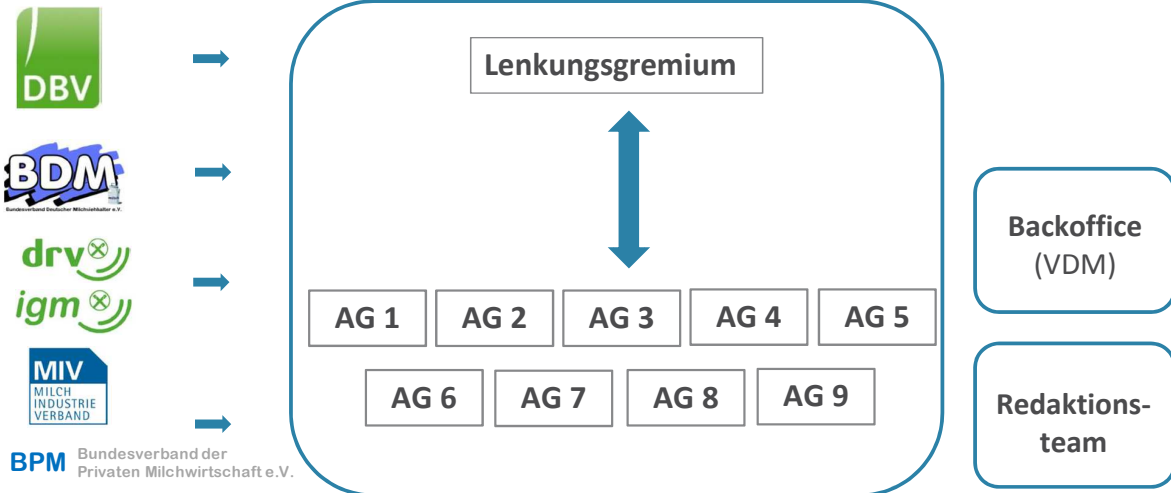 DBV
BDM
Bundesverband Deutscher Milchviehhalter e.V.
drv
igm
MIV
MILCH
INDUSTRIE
VERBAND
BPM Bundesverband der
Privaten Milchwirtschaft e.V.
Lenkungsgremium
AG 1 AG 2 AG 3 AG 4 AG 5
AG 6 AG 7 AG 8 AG 9
Backoffice
(VDM)
Redaktions-
team